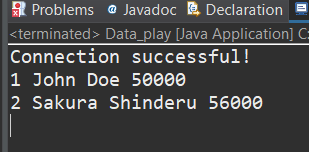 Problems Javadoc Declaration
<terminated> Data_play [Java Application] C:
Connection successful!
1 John Doe 50000
2 Sakura Shinderu 56000